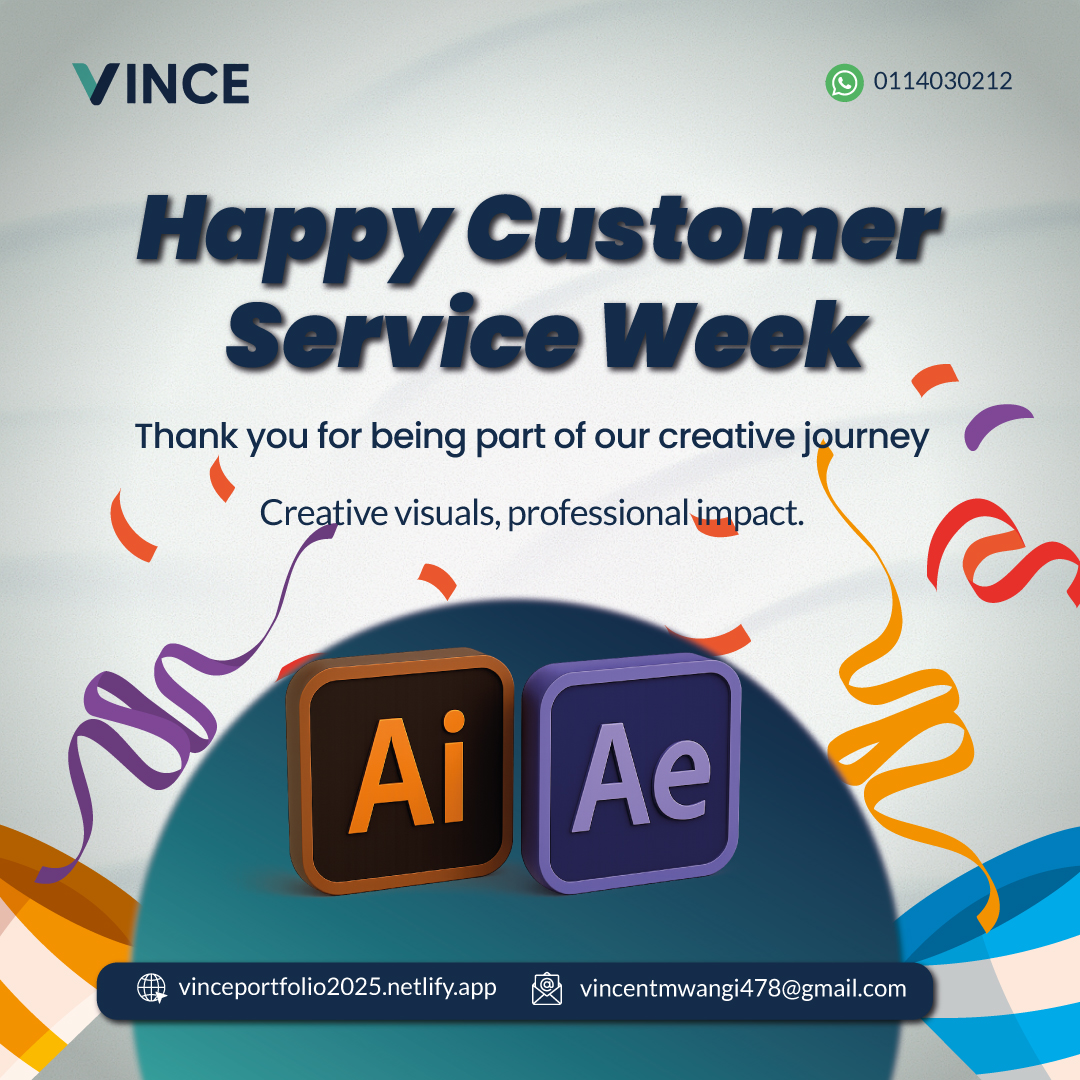 VINCE
0114030212
Happy Customer
Service Week
Thank you for being part of our creative journey
Creative visuals, professional impact.
Ai
Ae
vinceportfolio2025.netlify.app
vincentmwangi478@gmail.com